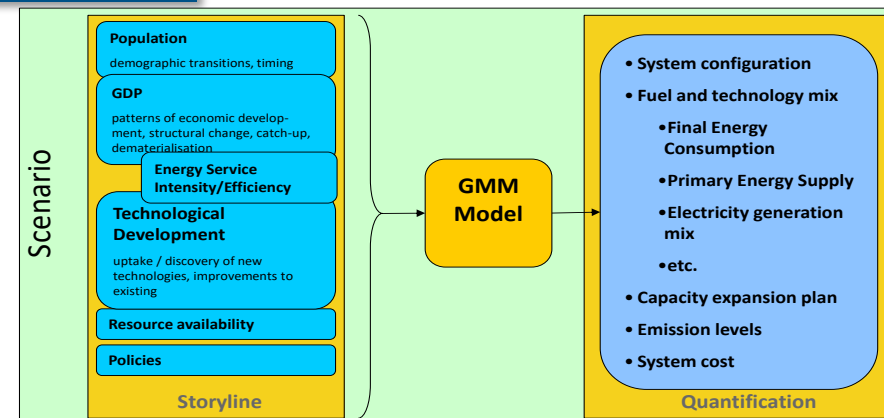 Scenario
Population
demographic transitions, timing
GDP
patterns of economic develop-
ment, structural change, catch-up,
dematerialisation
Energy Service
Intensity/Efficiency
Technological
Development
uptake / discovery of new
technologies, improvements to
existing
Resource availability
Policies
Storyline
GMM
Model
• System configuration
• Fuel and technology mix
•Final Energy
Consumption
•Primary Energy Supply
•Electricity generation
mix
•etc.
• Capacity expansion plan
• Emission levels
• System cost
Quantification